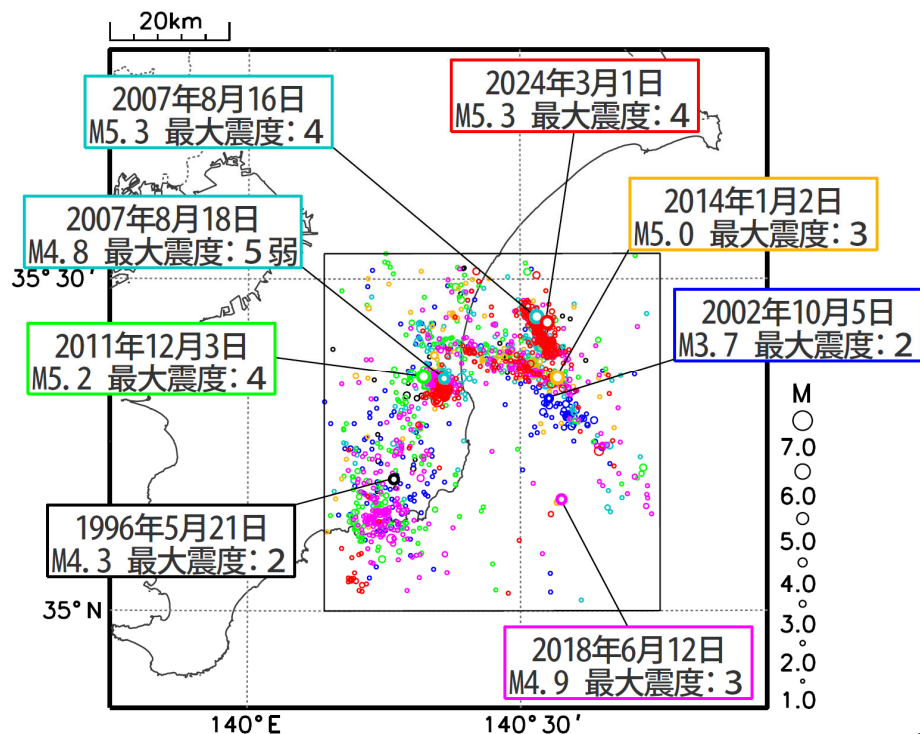 20km
2007年8月16日
M5.3 最大震度：4
2024年3月1日
M5.3 最大震度：4
2007年8月18日
M4.8 最大震度：5弱
2014年1月2日
M5.0 最大震度：3
35° 30′
2002年10月5日
M3.7 最大震度：2
2011年12月3日
M5.2 最大震度：4
M
7.0
6.0
5.0
4.0
3.0
2.0
1.0
1996年5月21日
M4.3 最大震度：2
35° N
2018年6月12日
M4.9 最大震度：3
140° E
140° 30′